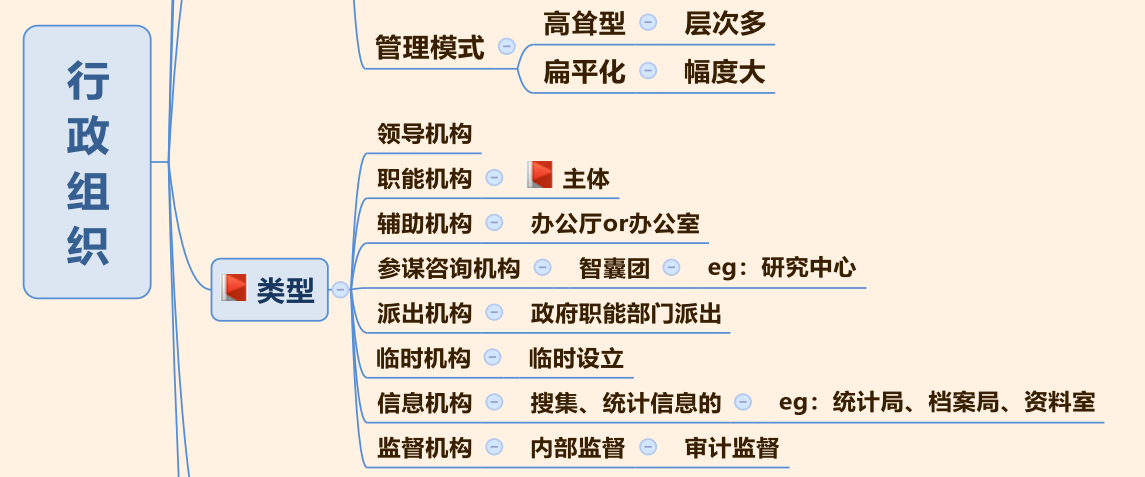 行政组织
管理模式
高耸型 层次多
扁平化 幅度大
类型
领导机构
职能机构 主体
辅助机构 办公厅or办公室
参谋咨询机构 智囊团 eg：研究中心
派出机构 政府职能部门派出
临时机构 临时设立
信息机构 搜集、统计信息的 eg：统计局、档案局、资料室
监督机构 内部监督 审计监督